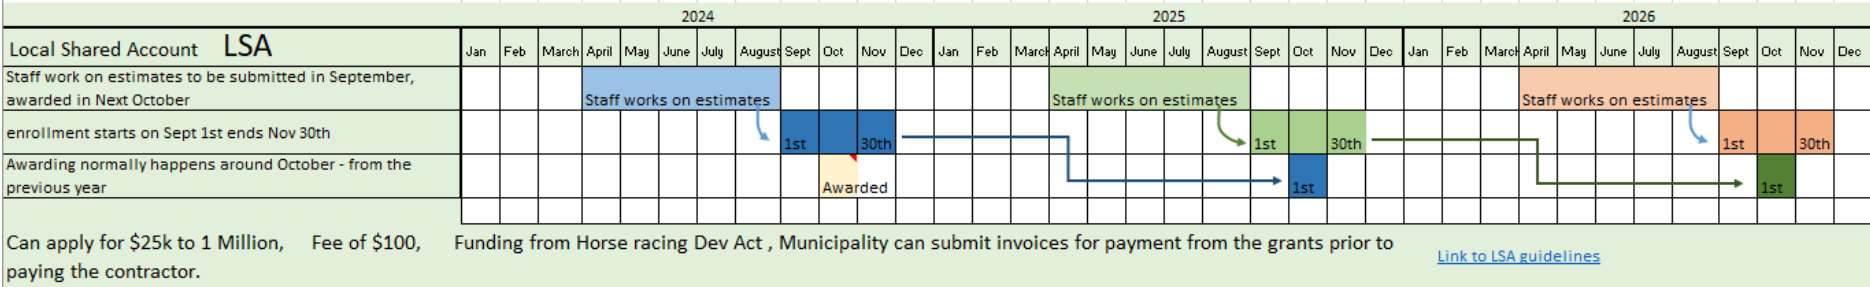 2024 2025 2026
Local Shared Account LSA Jan Feb March April May June July August Sept Oct Nov Dec Jan Feb March April May June July August Sept Oct Nov Dec Jan Feb March April May June July August Sept Oct Nov Dec
Staff work on estimates to be submitted in September,
awarded in Next October Staff works on estimates Staff works on estimates Staff works on estimates
enrollment starts on Sept 1st ends Nov 30th 1st 30th 1st 30th 1st 30th
Awarding normally happens around October - from the
previous year Awarded 1st 1st
Can apply for $25k to 1 Million, Fee of $100, Funding from Horse racing Dev Act , Municipality can submit invoices for payment from the grants prior to
paying the contractor. Link to LSA guidelines